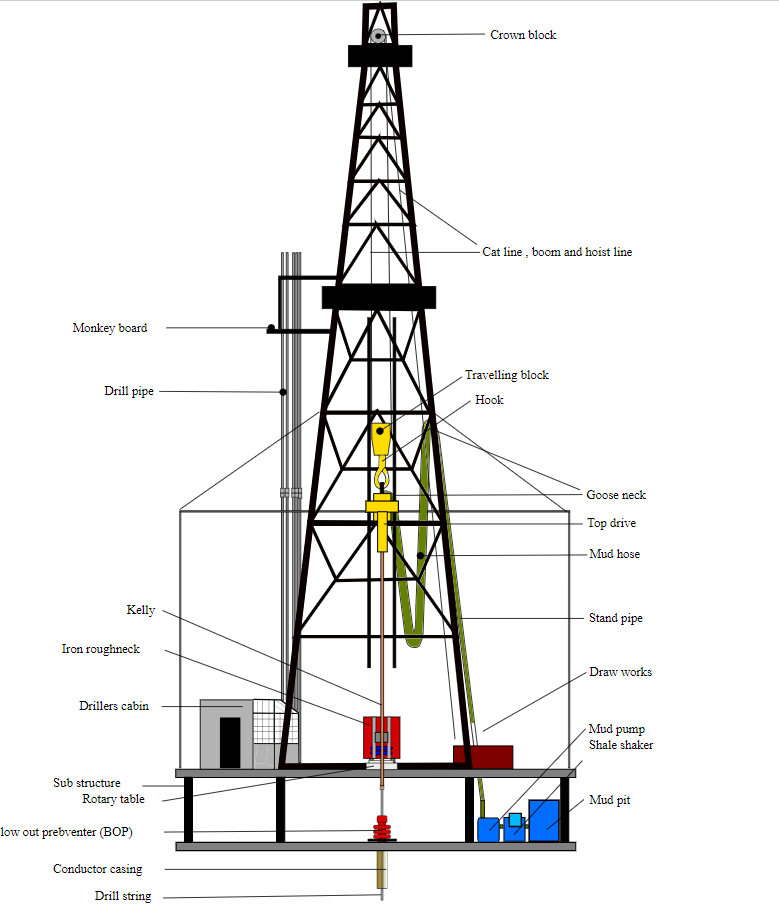 Crown block
Cat line , boom and hoist line
Monkey board
Travelling block
Drill pipe
Hook
Goose neck
Top drive
Mud hose
Kelly
Stand pipe
Iron roughneck
Draw works
Drillers cabin
Mud pump
Shale shaker
Sub structure
Rotary table
Mud pit
low out prebventer (BOP)
Conductor casing
Drill string